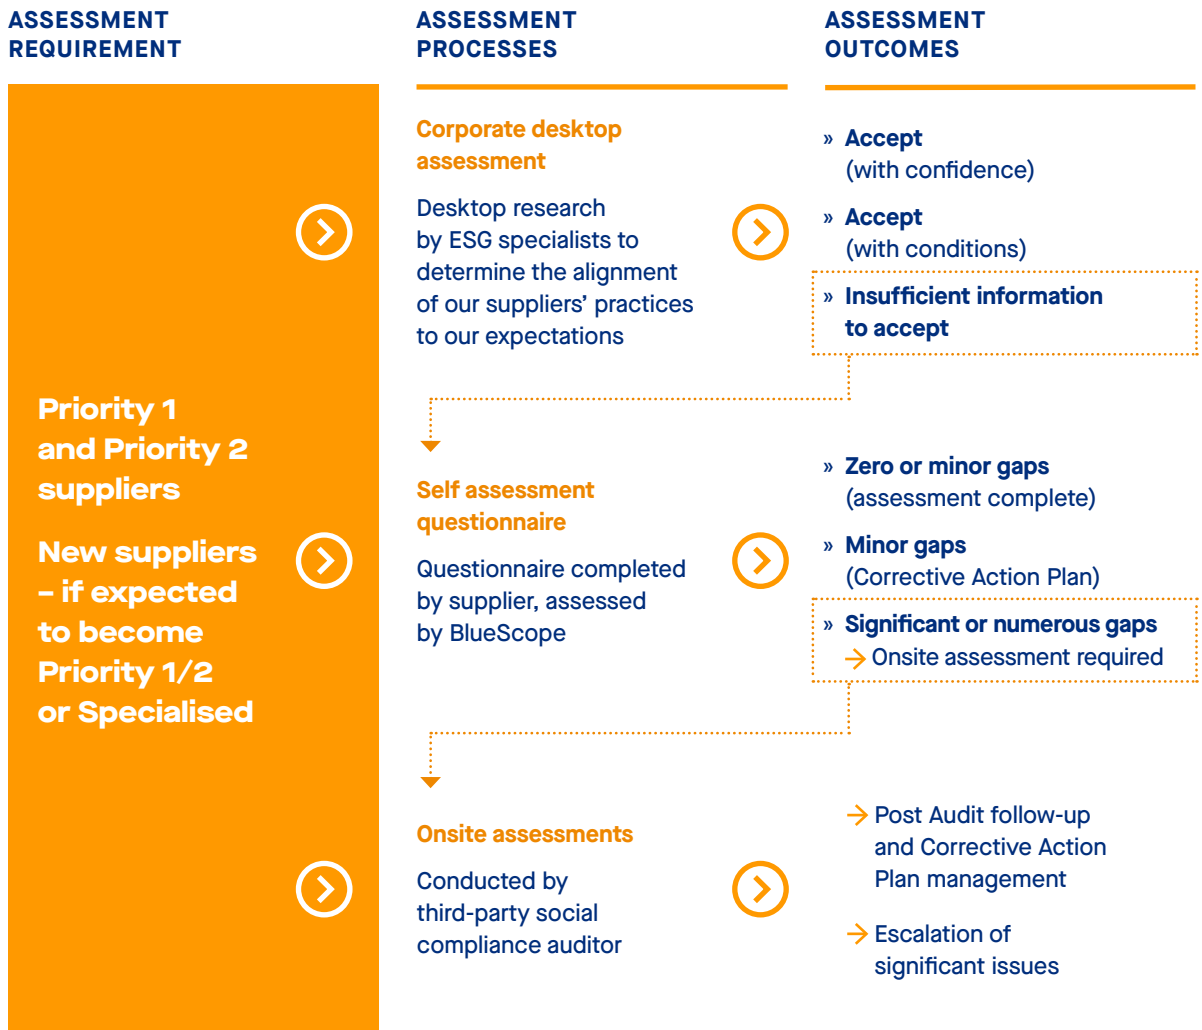 ASSESSMENT
REQUIREMENT
Priority 1
and Priority 2
suppliers
New suppliers
– if expected
to become
Priority 1/2
or Specialised
ASSESSMENT
PROCESSES
Corporate desktop
assessment
Desktop research
by ESG specialists to
determine the alignment
of our suppliers’ practices
to our expectations
Self assessment
questionnaire
Questionnaire completed
by supplier, assessed
by BlueScope
Onsite assessments
Conducted by
third-party social
compliance auditor
ASSESSMENT
OUTCOMES
» Accept
(with confidence)
» Accept
(with conditions)
» Insufficient information
to accept
» Zero or minor gaps
(assessment complete)
» Minor gaps
(Corrective Action Plan)
» Significant or numerous gaps
→ Onsite assessment required
→ Post Audit follow-up
and Corrective Action
Plan management
→ Escalation of
significant issues